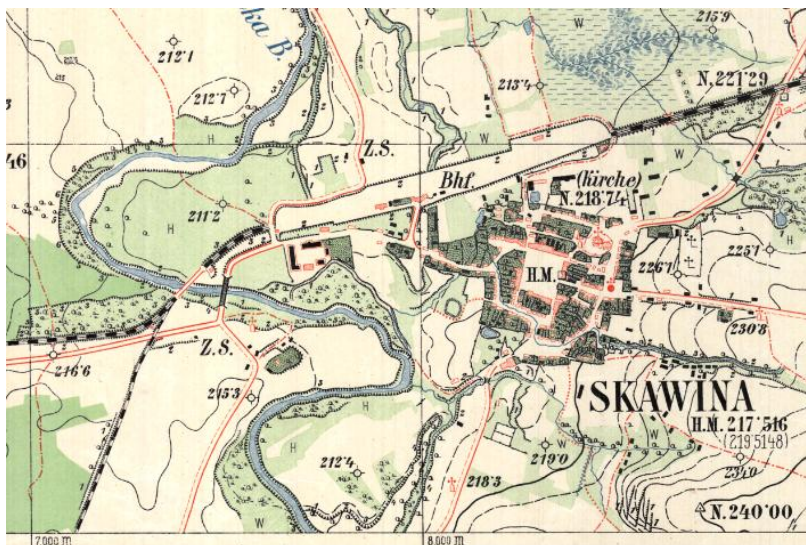 ka B.
215'9
212'1
N.221'29
212'7
213'4
H
W
46
Z.S.
W
W
Bhf.
(Kirche)
N.218'74
211'2
H
H.M.
226'1
225'1
230'8
Z.S.
216'6
215'3
SKAWINA
H.M. 217'516
(219'5148)
H
H
W
212'4
219'0
234'0
218'3
N.240'00
W
7.000 m
8.000 m